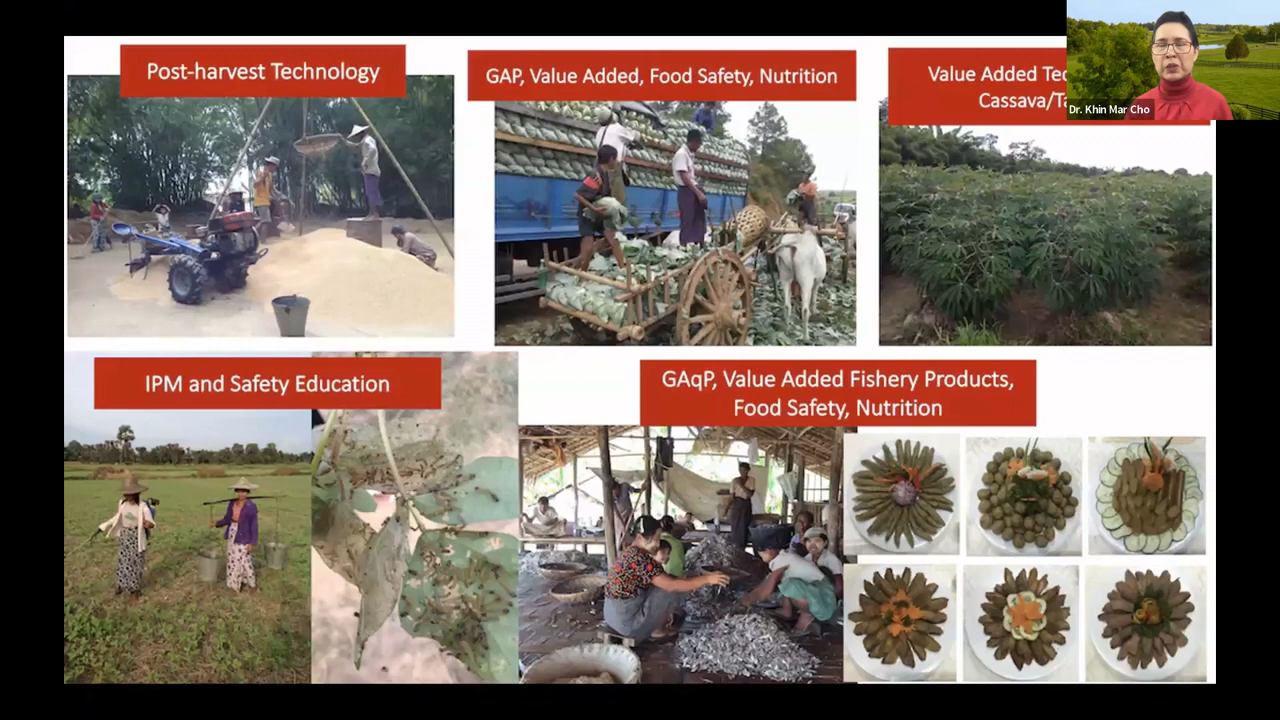 Post-harvest Technology
GAP, Value Added, Food Safety, Nutrition
Value Added
Cassava/
Dr. Khin Mar Cho
IPM and Safety Education
GAqP, Value Added Fishery Products,
Food Safety, Nutrition